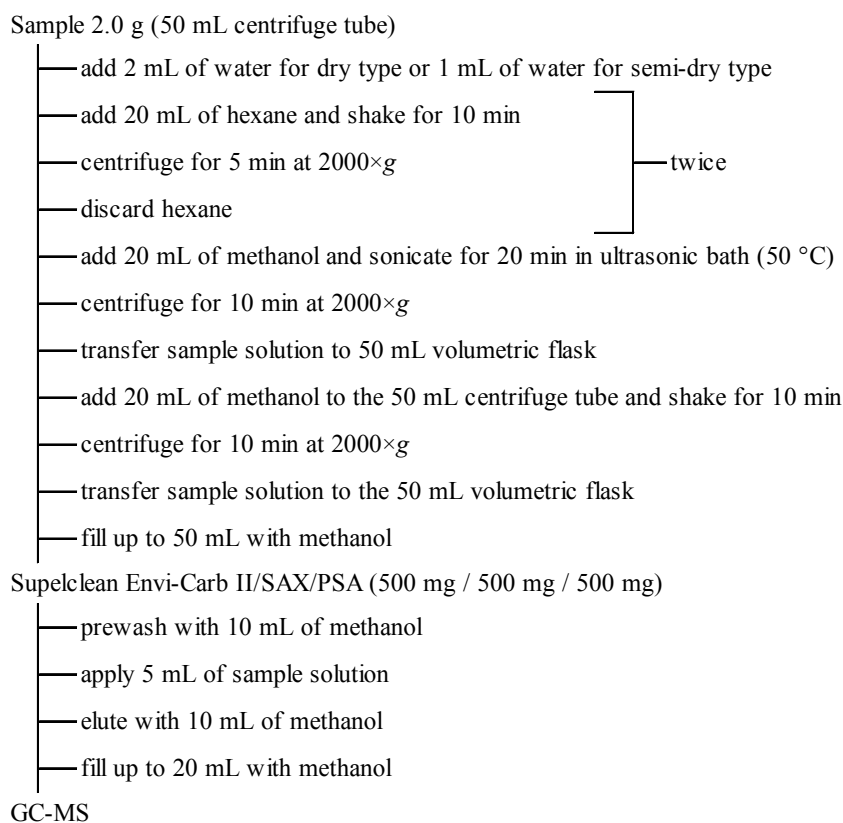 Sample 2.0 g (50 mL centrifuge tube)
add 2 mL of water for dry type or 1 mL of water for semi-dry type
add 20 mL of hexane and shake for 10 min
centrifuge for 5 min at 2000×g
twice
discard hexane
add 20 mL of methanol and sonicate for 20 min in ultrasonic bath (50 °C)
centrifuge for 10 min at 2000×g
transfer sample solution to 50 mL volumetric flask
add 20 mL of methanol to the 50 mL centrifuge tube and shake for 10 min
centrifuge for 10 min at 2000×g
transfer sample solution to the 50 mL volumetric flask
fill up to 50 mL with methanol
Supelclean Envi-Carb II/SAX/PSA (500 mg / 500 mg / 500 mg)
prewash with 10 mL of methanol
apply 5 mL of sample solution
elute with 10 mL of methanol
fill up to 20 mL with methanol
GC-MS